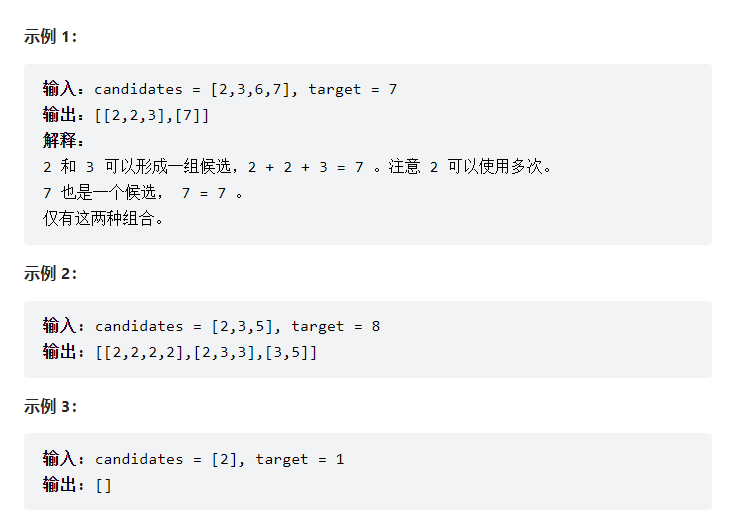 示例 1：
输入：candidates = [2,3,6,7], target = 7
输出：[[2,2,3],[7]]
解释：
2 和 3 可以形成一组候选，2 + 2 + 3 = 7 。注意 2 可以使用多次。
7 也是一个候选， 7 = 7 。
仅有这两种组合。
示例 2：
输入：candidates = [2,3,5], target = 8
输出：[[2,2,2,2],[2,3,3],[3,5]]
示例 3：
输入：candidates = [2], target = 1
输出：[]